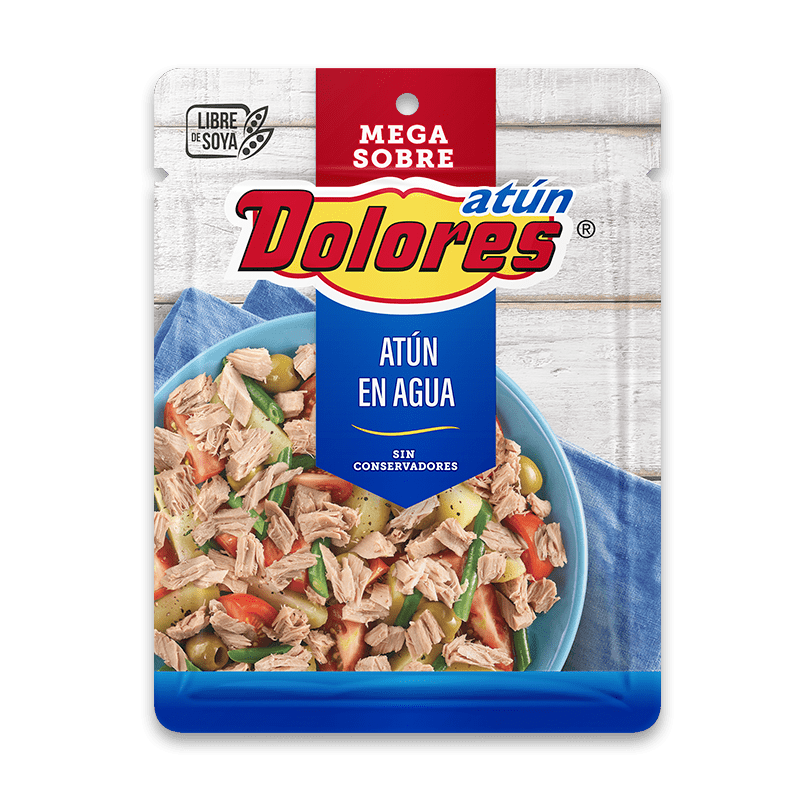 LIBRE
DE SOYA
MEGA
SOBRE
atún
Dolores®
ATÚN
EN AGUA
SIN
CONSERVADORES